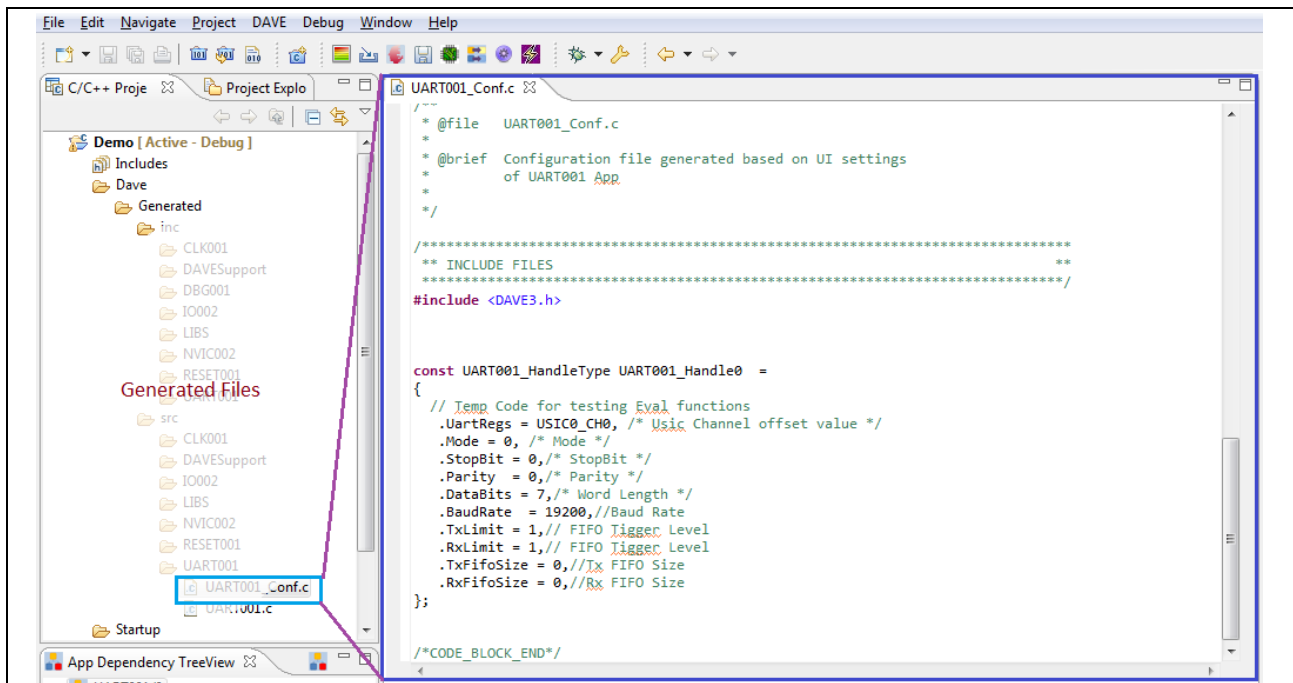 File Edit Navigate Project DAVE Debug Window Help
C/C++ Proje
Project Explo
Demo [ Active - Debug ]
Includes
Dave
Generated
inc
CLK001
DAVESupport
DBG001
IO002
LIBS
NVIC002
RESET001
Generated Files
UART001
src
CLK001
DAVESupport
IO002
LIBS
NVIC002
RESET001
UART001
UART001_Conf.c
UART001.c
Startup
App Dependency TreeView
UART001_Conf.c
/**
* @file UART001_Conf.c
*
* @brief Configuration file generated based on UI settings
* of UART001 App
*
*/
/******************************************************************************
** INCLUDE FILES **
******************************************************************************/
#include <DAVE3.h>
const UART001_HandleType UART001_Handle0 =
{
// Temp Code for testing Eval functions
.UartRegs = USIC0_CH0, /* Usic Channel offset value */
.Mode = 0, /* Mode */
.StopBit = 0,/* StopBit */
.Parity = 0,/* Parity */
.DataBits = 7,/* Word Length */
.BaudRate = 19200,//Baud Rate
.TxLimit = 1,// FIFO Tigger Level
.RxLimit = 1,// FIFO Tigger Level
.TxFifoSize = 0,//Tx FIFO Size
.RxFifoSize = 0,//Rx FIFO Size
};
/*CODE_BLOCK_END*/